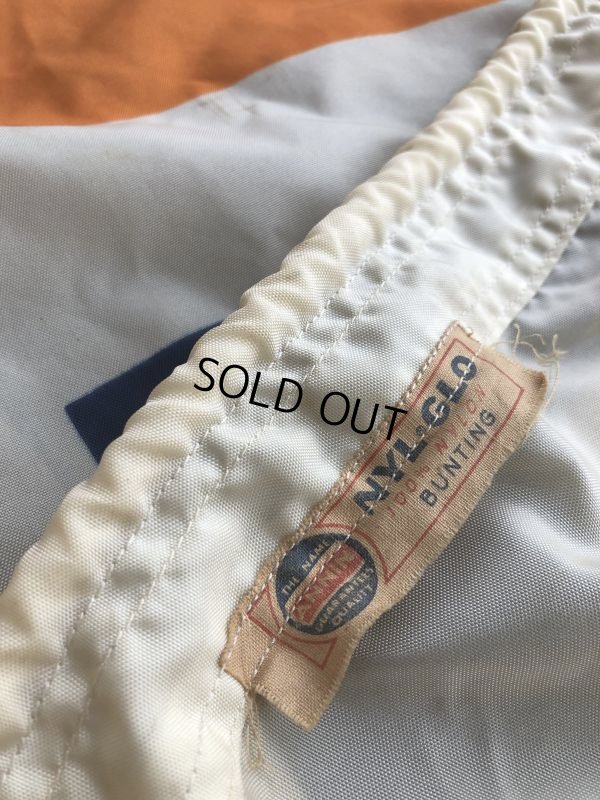 SOLD OUT
NYL-GLO
100% NYLON
BUNTING
THE NAME
ANNIN
GUARANTEES
QUALITY